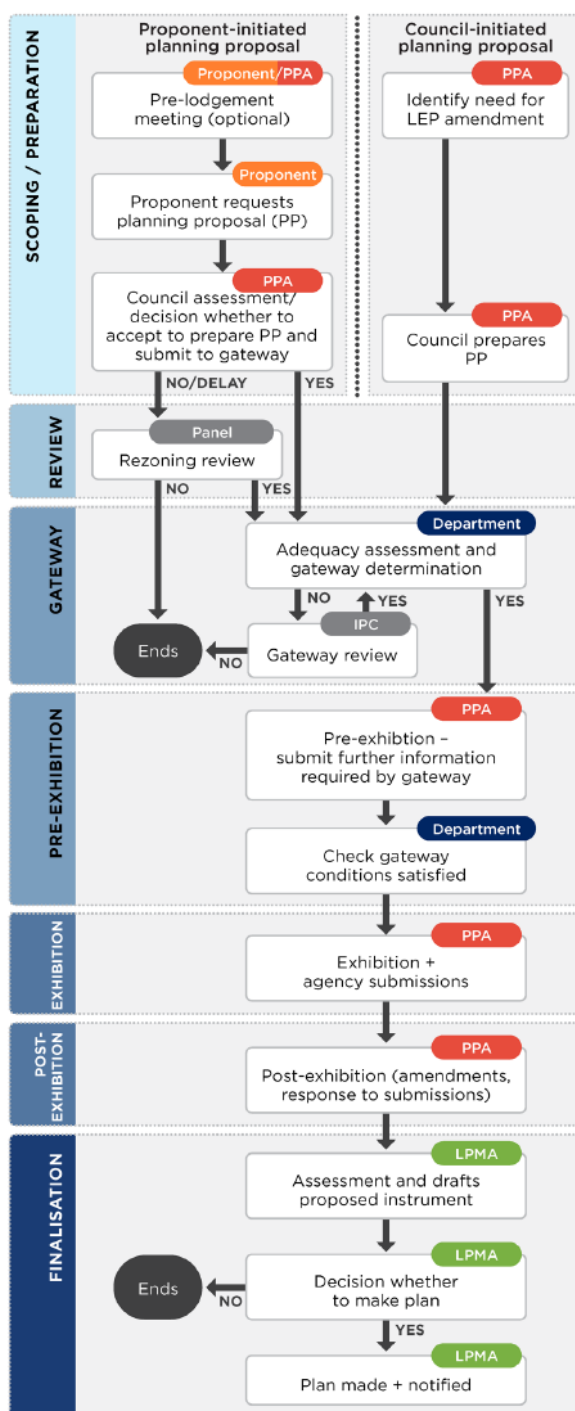 Proponent-initiated
planning proposal
Council-initiated
planning proposal
SCOPING / PREPARATION
Proponent/PPA
Pre-lodgement
meeting (optional)
PPA
Identify need for
LEP amendment
Proponent
Proponent requests
planning proposal (PP)
PPA
Council assessment/
decision whether to
accept to prepare PP and
submit to gateway
PPA
Council prepares
PP
NO/DELAY
YES
REVIEW
Panel
Rezoning review
NO
YES
GATEWAY
Department
Adequacy assessment and
gateway determination
NO
YES
YES
IPC
Gateway review
NO
Ends
PRE-EXHIBITION
PPA
Pre-exhibtion –
submit further information
required by gateway
Department
Check gateway
conditions satisfied
EXHIBITION
PPA
Exhibition +
agency submissions
POST-
EXHIBITION
PPA
Post-exhibition (amendments,
response to submissions)
FINALISATION
LPMA
Assessment and drafts
proposed instrument
LPMA
Decision whether
to make plan
NO
Ends
YES
LPMA
Plan made + notified